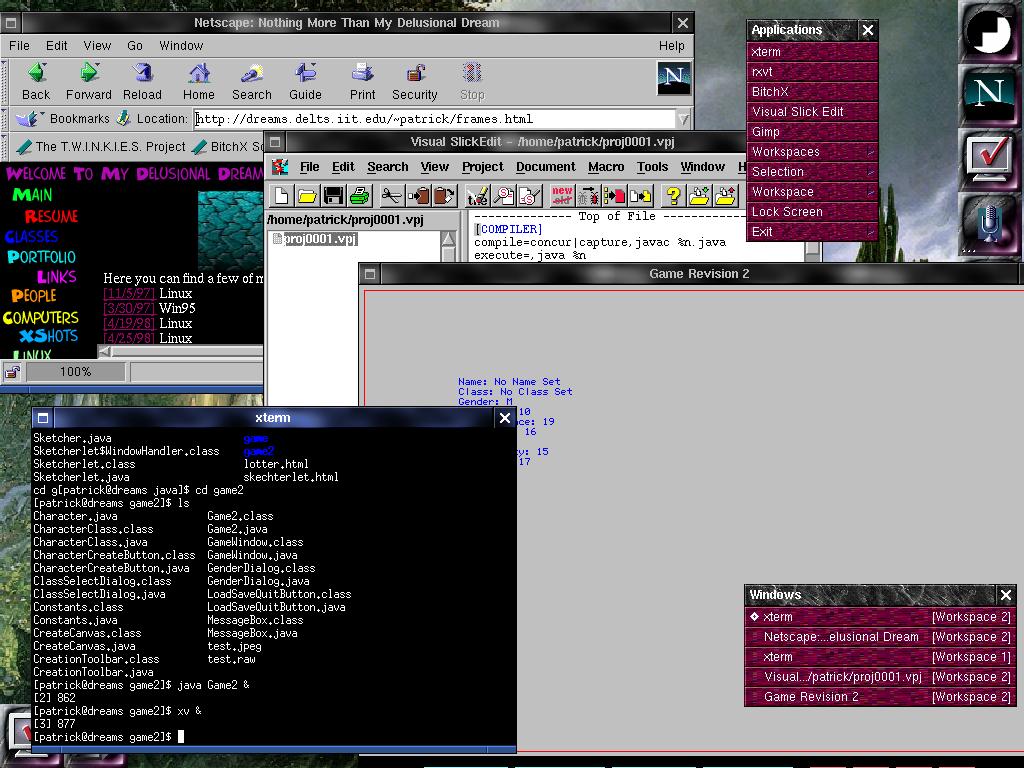 Netscape: Nothing More Than My Delusional Dream
File Edit View Go Window Help
Back Forward Reload Home Search Guide Print Security Stop
N
Bookmarks Location: http://dreams.delts.iit.edu/~patrick/frames.html
The T.W.I.N.K.I.E.S. Project BitchX
WELCOME TO MY DELUSIONAL DREAM
MAIN
RESUME
CLASSES
PORTFOLIO
LINKS
PEOPLE
COMPUTERS
XSHOTS
LINUX
Here you can find a few of m
[11/5/97] Linux
[3/30/97] Win95
[4/19/98] Linux
[4/25/98] Linux
100%
Visual SlickEdit - /home/patrick/proj0001.vpj
File Edit Search View Project Document Macro Tools Window H
new
old
/home/patrick/proj0001.vpj
proj0001.vpj
Top of File
[COMPILER]
compile=concur|capture,javac %n.java
execute=,java %n
Applications
xterm
rxvt
BitchX
Visual Slick Edit
Gimp
Workspaces
Selection
Workspace
Lock Screen
Exit
N
Game Revision 2
Name: No Name Set
Class: No Class Set
Gender: M
10
ce: 19
16
y: 15
17
xterm
Sketcher.java game
Sketcherlet$WindowHandler.class game2
Sketcherlet.class lotter.html
Sketcherlet.java skechterlet.html
cd g[patrick@dreams java]$ cd game2
[patrick@dreams game2]$ ls
Character.java Game2.class
CharacterClass.class Game2.java
CharacterClass.java GameWindow.class
CharacterCreateButton.class GameWindow.java
CharacterCreateButton.java GenderDialog.class
ClassSelectDialog.class GenderDialog.java
ClassSelectDialog.java LoadSaveQuitButton.class
Constants.class LoadSaveQuitButton.java
Constants.java MessageBox.class
CreateCanvas.class MessageBox.java
CreateCanvas.java test.jpeg
CreationToolbar.class test.raw
CreationToolbar.java
[patrick@dreams game2]$ java Game2 &
[2] 862
[patrick@dreams game2]$ xv &
[3] 877
[patrick@dreams game2]$
Windows
xterm [Workspace 2]
Netscape:...elusional Dream [Workspace 2]
xterm [Workspace 1]
Visual.../patrick/proj0001.vpj [Workspace 2]
Game Revision 2 [Workspace 2]